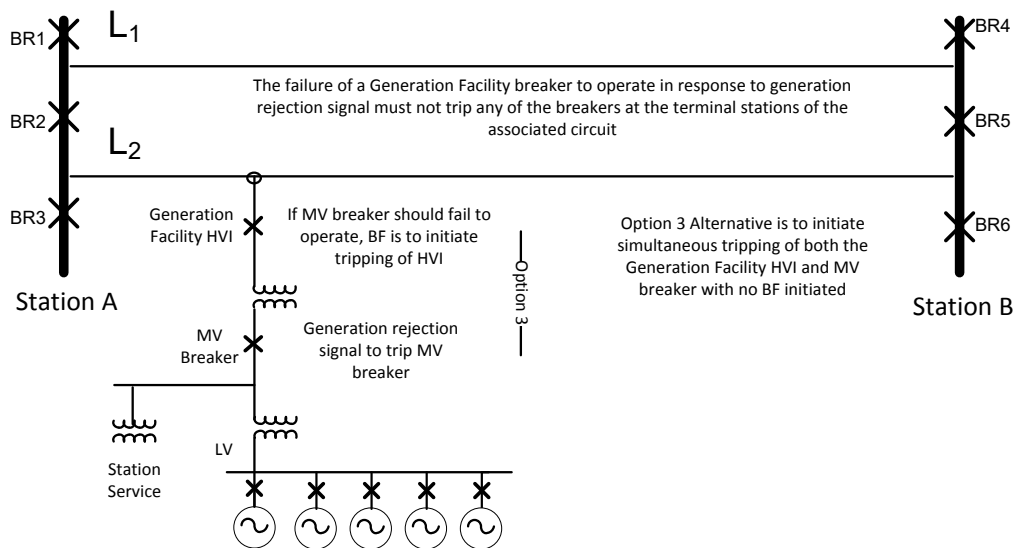 BR1
L1
BR4
The failure of a Generation Facility breaker to operate in response to generation
rejection signal must not trip any of the breakers at the terminal stations of the
associated circuit
BR2
BR5
L2
BR3
Generation
Facility HVI
If MV breaker should fail to
operate, BF is to initiate
tripping of HVI
Option 3
Option 3 Alternative is to initiate
simultaneous tripping of both the
Generation Facility HVI and MV
breaker with no BF initiated
BR6
Station A
Station B
MV
Breaker
Generation rejection
signal to trip MV
breaker
LV
Station
Service